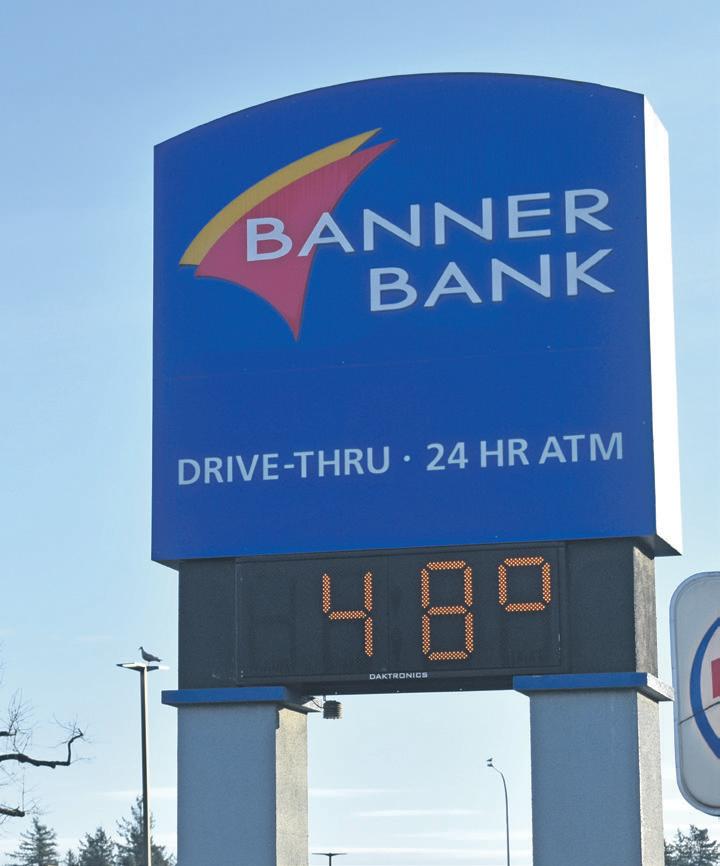 BANNER
BANK
DRIVE-THRU · 24 HR ATM
48°
DAKTRONICS